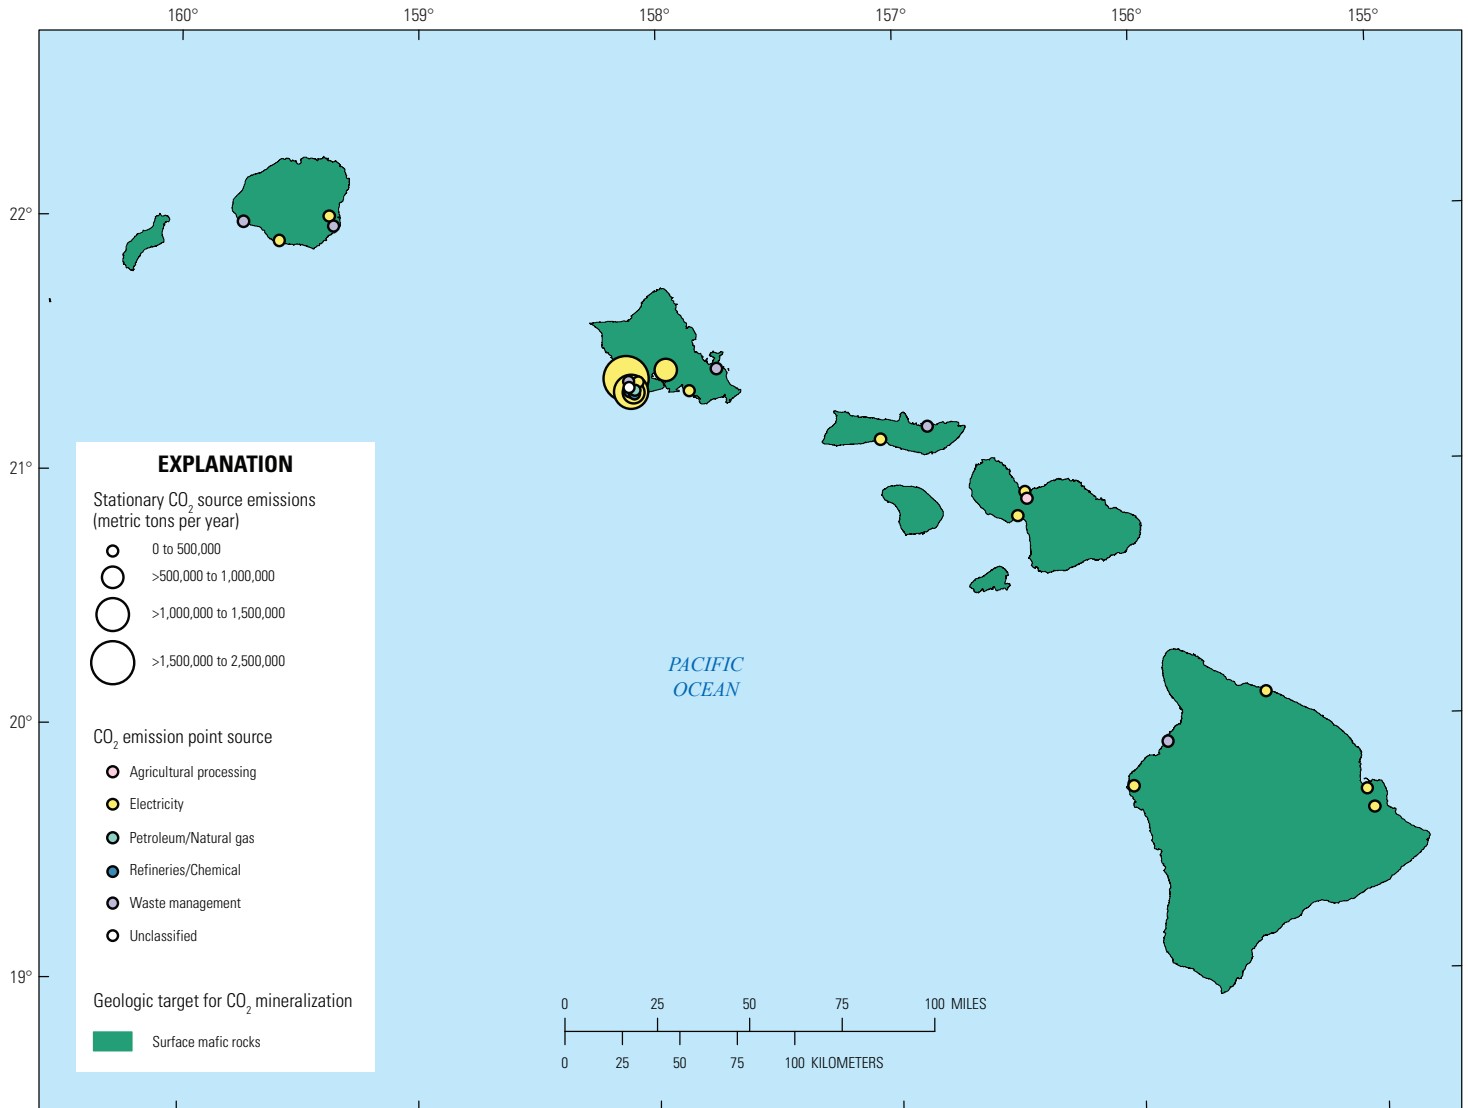 160° 159° 158° 157° 156° 155°
22°
21°
20°
19°
PACIFIC
OCEAN
EXPLANATION
Stationary CO2 source emissions
(metric tons per year)
0 to 500,000
>500,000 to 1,000,000
>1,000,000 to 1,500,000
>1,500,000 to 2,500,000
CO2 emission point source
Agricultural processing
Electricity
Petroleum/Natural gas
Refineries/Chemical
Waste management
Unclassified
Geologic target for CO2 mineralization
Surface mafic rocks
0 25 50 75 100 MILES
0 25 50 75 100 KILOMETERS